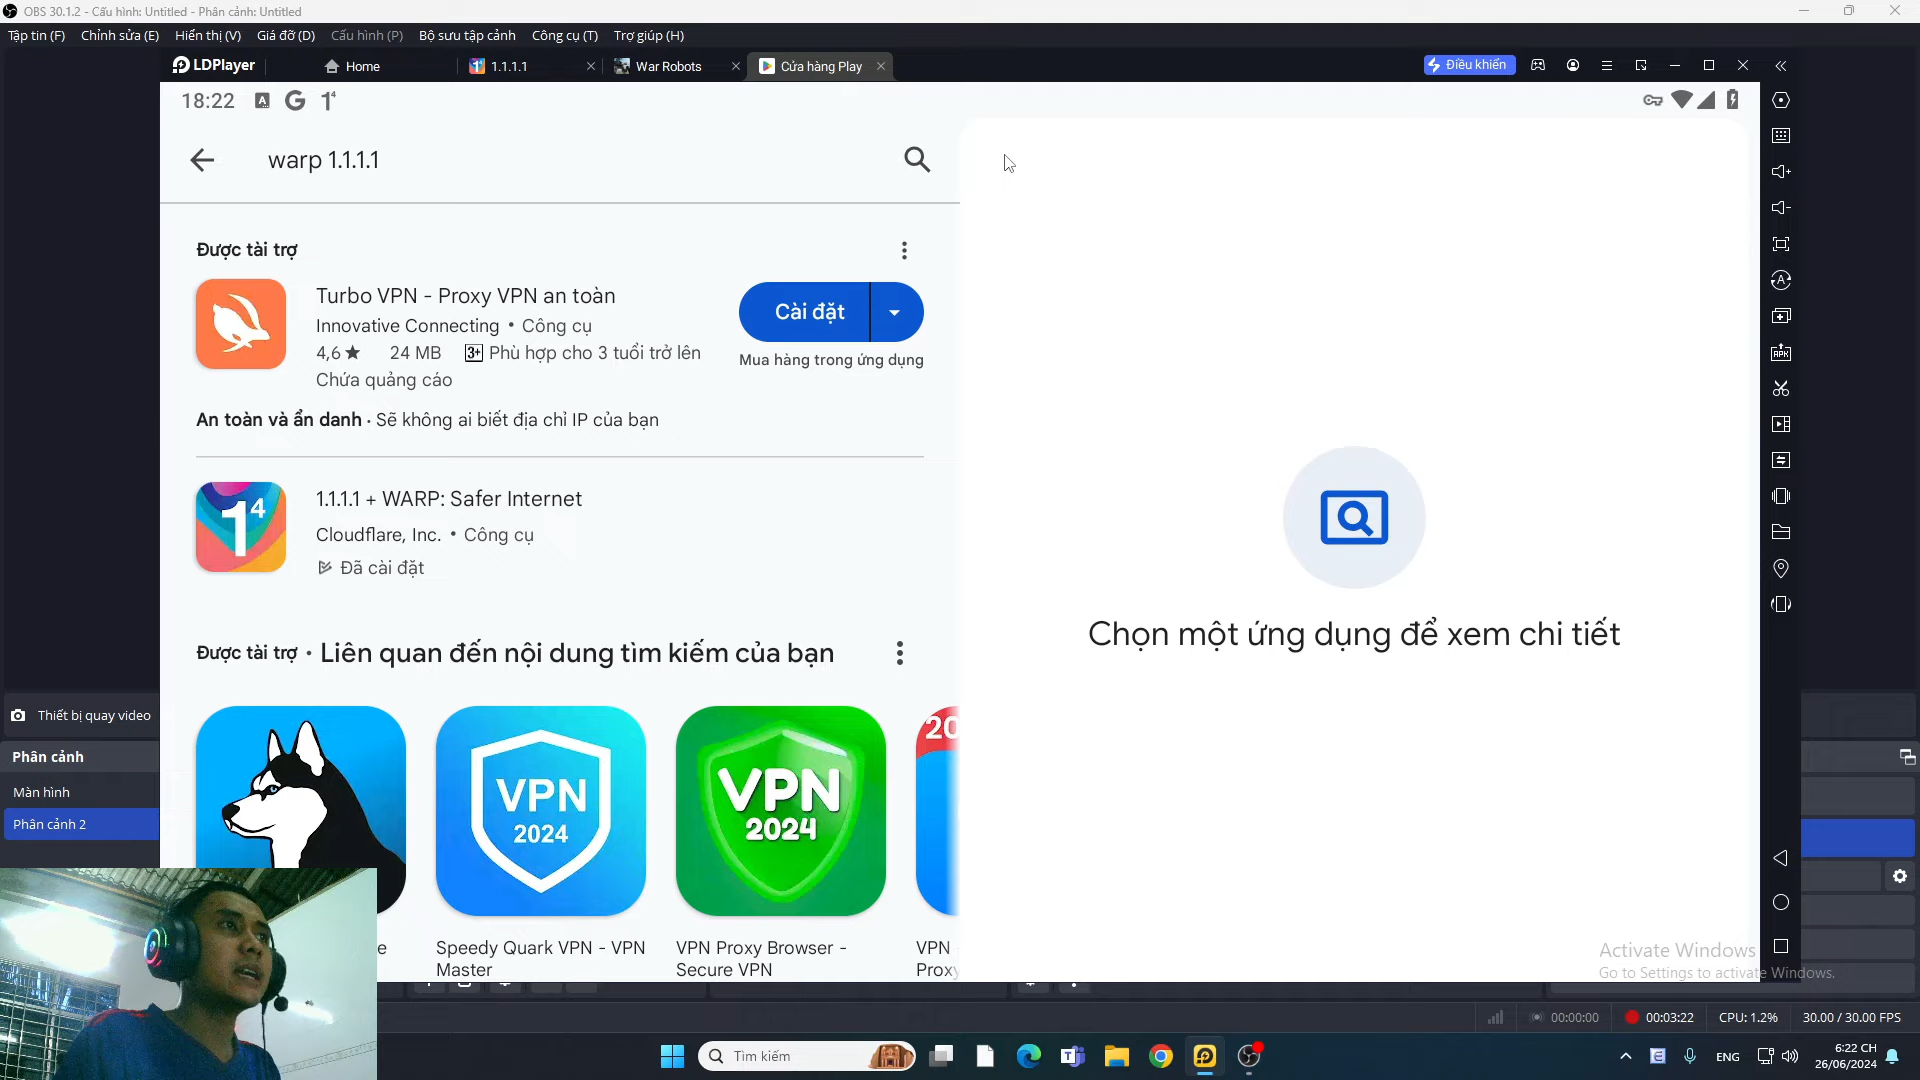 OBS 30.1.2 - Cấu hình: Untitled - Phân cảnh: Untitled
Tập tin (F) Chỉnh sửa (E) Hiển thị (V) Giá đỡ (D) Cấu hình (P) Bộ sưu tập cảnh Công cụ (T) Trợ giúp (H)
LDPlayer Home 1.1.1.1 War Robots Cửa hàng Play Điều khiển
18:22
warp 1.1.1.1
Được tài trợ
Turbo VPN - Proxy VPN an toàn
Innovative Connecting • Công cụ
4,6★ 24 MB 3+ Phù hợp cho 3 tuổi trở lên
Chứa quảng cáo
Cài đặt
Mua hàng trong ứng dụng
An toàn và ẩn danh · Sẽ không ai biết địa chỉ IP của bạn
1.1.1.1 + WARP: Safer Internet
Cloudflare, Inc. • Công cụ
Đã cài đặt
Chọn một ứng dụng để xem chi tiết
Được tài trợ • Liên quan đến nội dung tìm kiếm của bạn
VPN
2024
VPN
2024
20
Speedy Quark VPN - VPN
Master
VPN Proxy Browser -
Secure VPN
VPN
Proxy
Thiết bị quay video
Phân cảnh
Màn hình
Phân cảnh 2
Activate Windows
Go to Settings to activate Windows.
00:00:00 00:03:22 CPU: 1.2% 30.00 / 30.00 FPS
Tìm kiếm
ENG
6:22 CH
26/06/2024